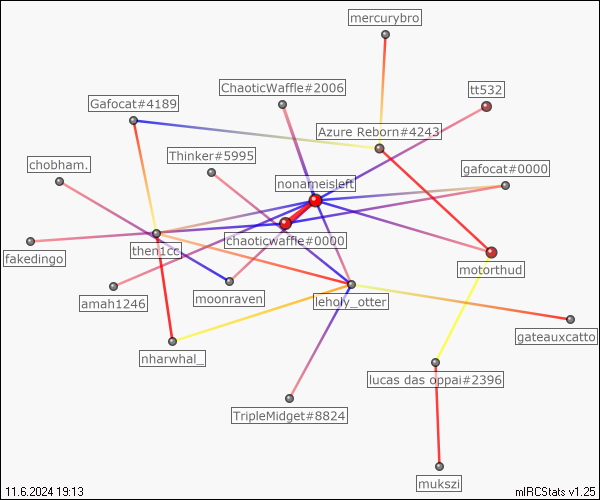 mercurybro
ChaoticWaffle#2006
tt532
Gafocat#4189
Azure Reborn#4243
Thinker#5995
chobham.
gafocat#0000
nonameisleft
chaoticwaffle#0000
then1cc
fakedingo
motorthud
amah1246
moonraven
leholy_otter
gateauxcatto
nharwhal_
lucas das oppai#2396
TripleMidget#8824
mukszi
11.6.2024 19:13
mIRCStats v1.25